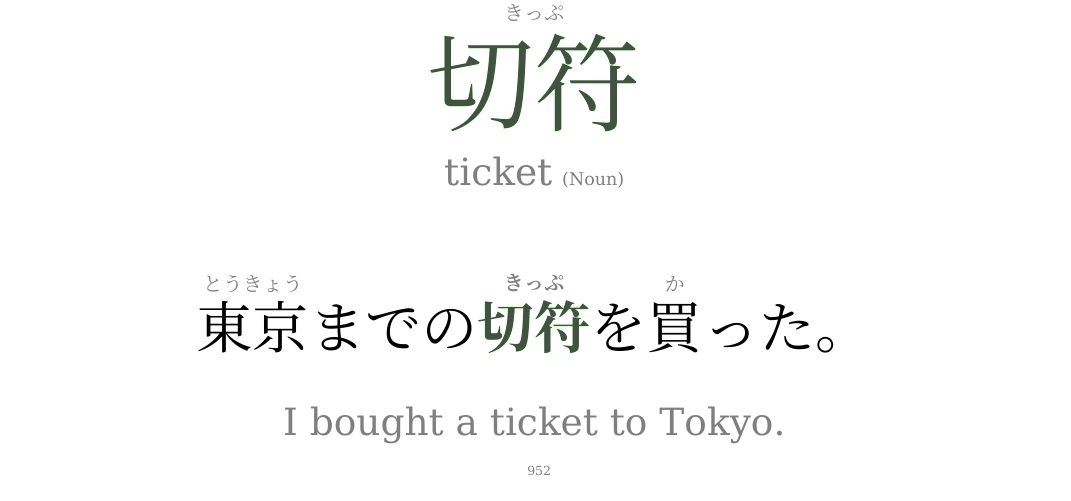 きっぷ
切符
ticket (Noun)
とうきょう きっぷ か
東京までの切符を買った。
I bought a ticket to Tokyo.
952